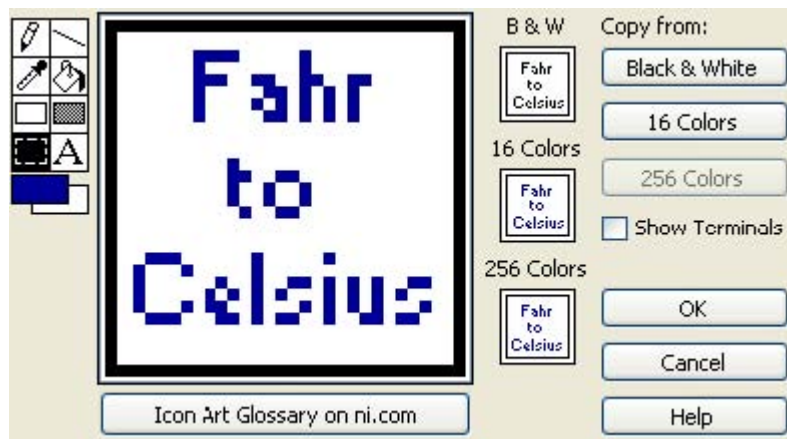 A
Fahr
to
Celsius
Icon Art Glossary on ni.com
B & W
Fahr
to
Celsius
16 Colors
Fahr
to
Celsius
256 Colors
Fahr
to
Celsius
Copy from:
Black & White
16 Colors
256 Colors
Show Terminals
OK
Cancel
Help